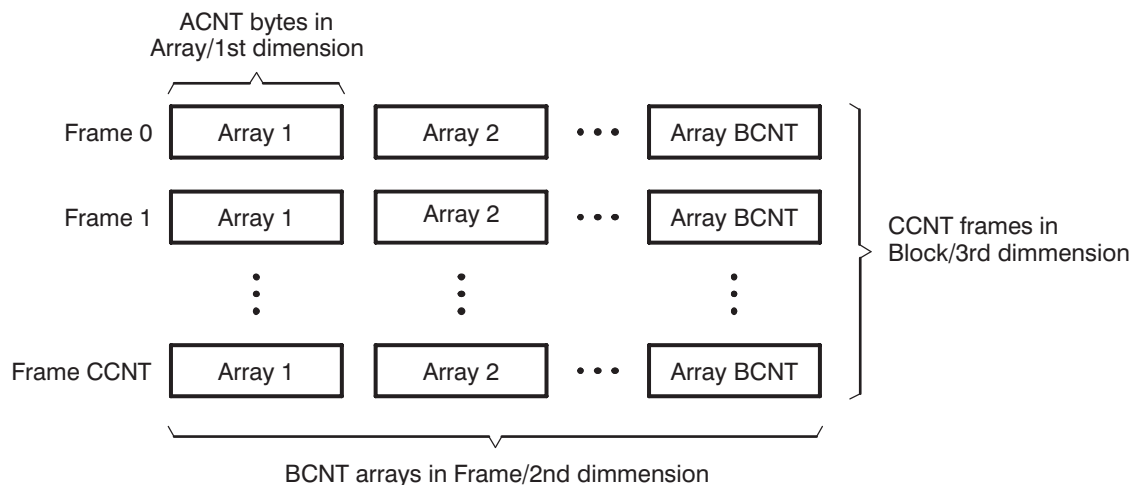 ACNT bytes in
Array/1st dimension
Frame 0 Array 1 Array 2 Array BCNT
Frame 1 Array 1 Array 2 Array BCNT
CCNT frames in
Block/3rd dimmension
Frame CCNT Array 1 Array 2 Array BCNT
BCNT arrays in Frame/2nd dimmension